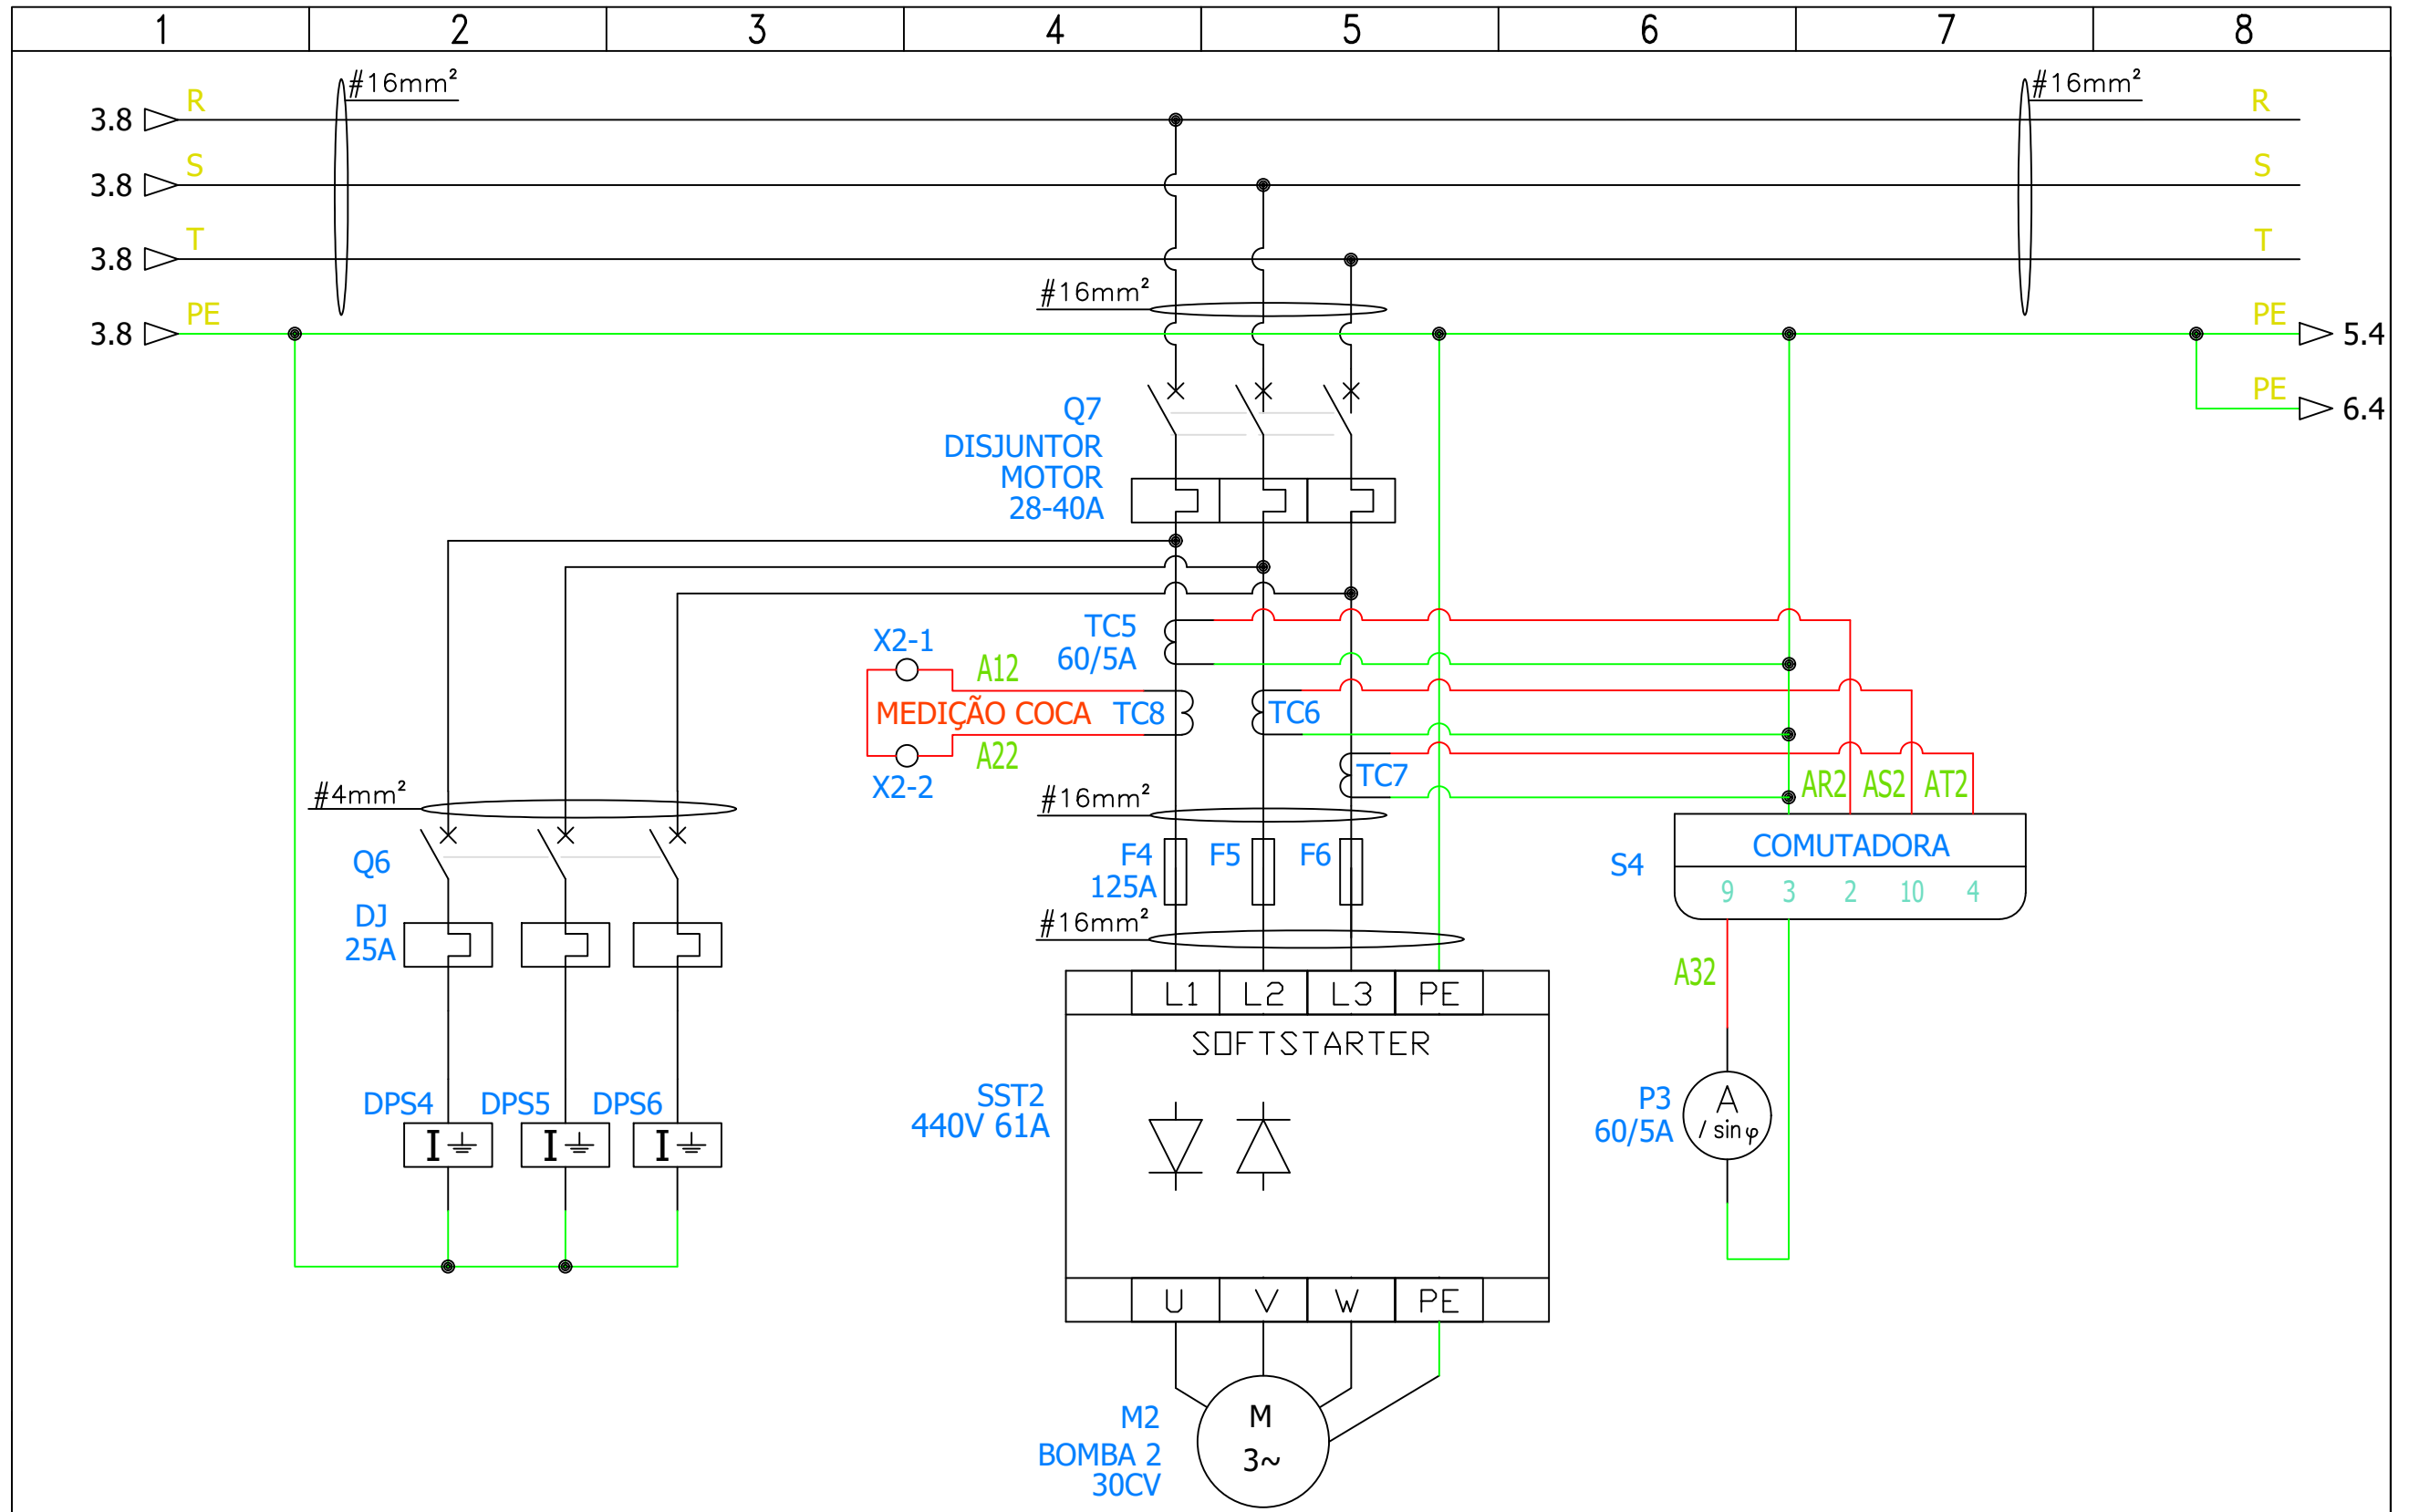 1 2 3 4 5 6 7 8
#16mm² #16mm²
3.8 R R
3.8 S S
3.8 T T
#16mm²
3.8 PE PE 5.4
PE 6.4
Q7
DISJUNTOR
MOTOR
28-40A
TC5
60/5A
X2-1
A12
MEDIÇÃO COCA TC8 TC6
A22
X2-2
TC7
#4mm²
#16mm²
AR2 AS2 AT2
Q6
DJ
25A
F4 F5 F6
125A
#16mm²
S4
COMUTADORA
9 3 2 10 4
A32
L1 L2 L3 PE
SOFTSTARTER
SST2
440V 61A
DPS4 DPS5 DPS6
I I I
P3
60/5A
A
/ sin φ
U V W PE
M2
BOMBA 2
30CV
M
3~